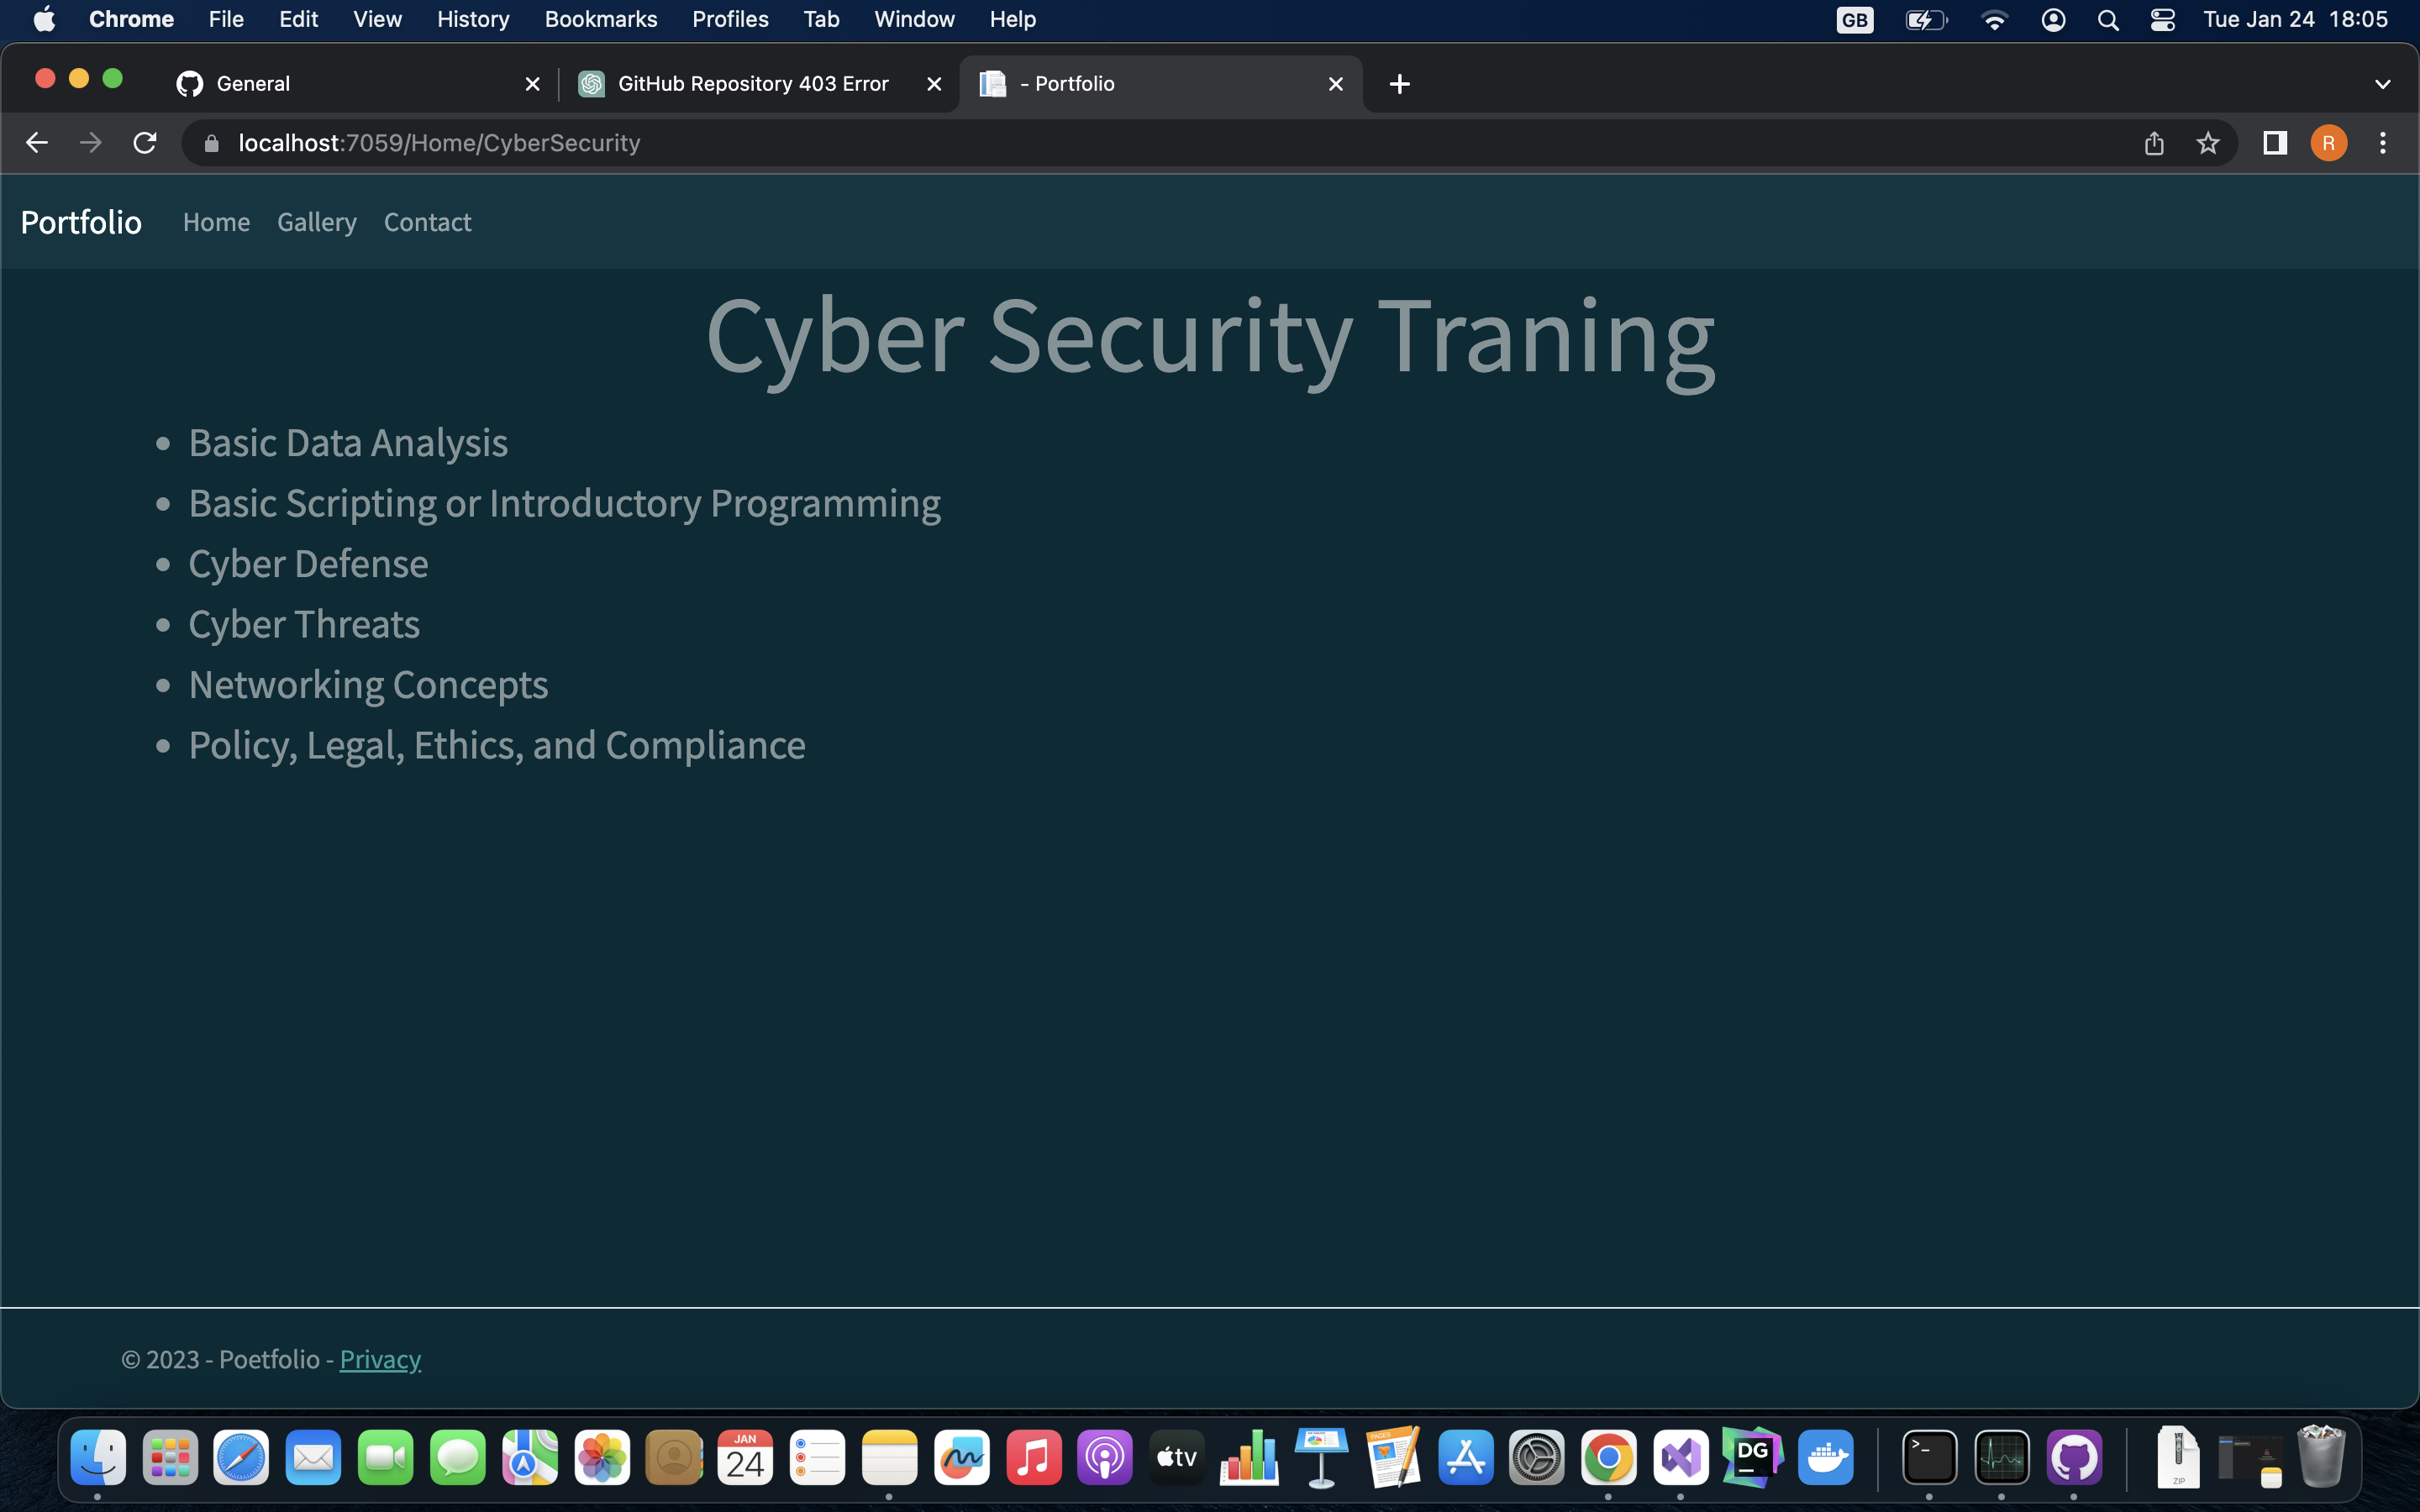 Chrome File Edit View History Bookmarks Profiles Tab Window Help GB Tue Jan 24 18:05
General GitHub Repository 403 Error - Portfolio
localhost:7059/Home/CyberSecurity R
Portfolio Home Gallery Contact
Cyber Security Traning
• Basic Data Analysis
• Basic Scripting or Introductory Programming
• Cyber Defense
• Cyber Threats
• Networking Concepts
• Policy, Legal, Ethics, and Compliance
© 2023 - Poetfolio - Privacy
JAN
24
tv
PAGES
DG
ZIP